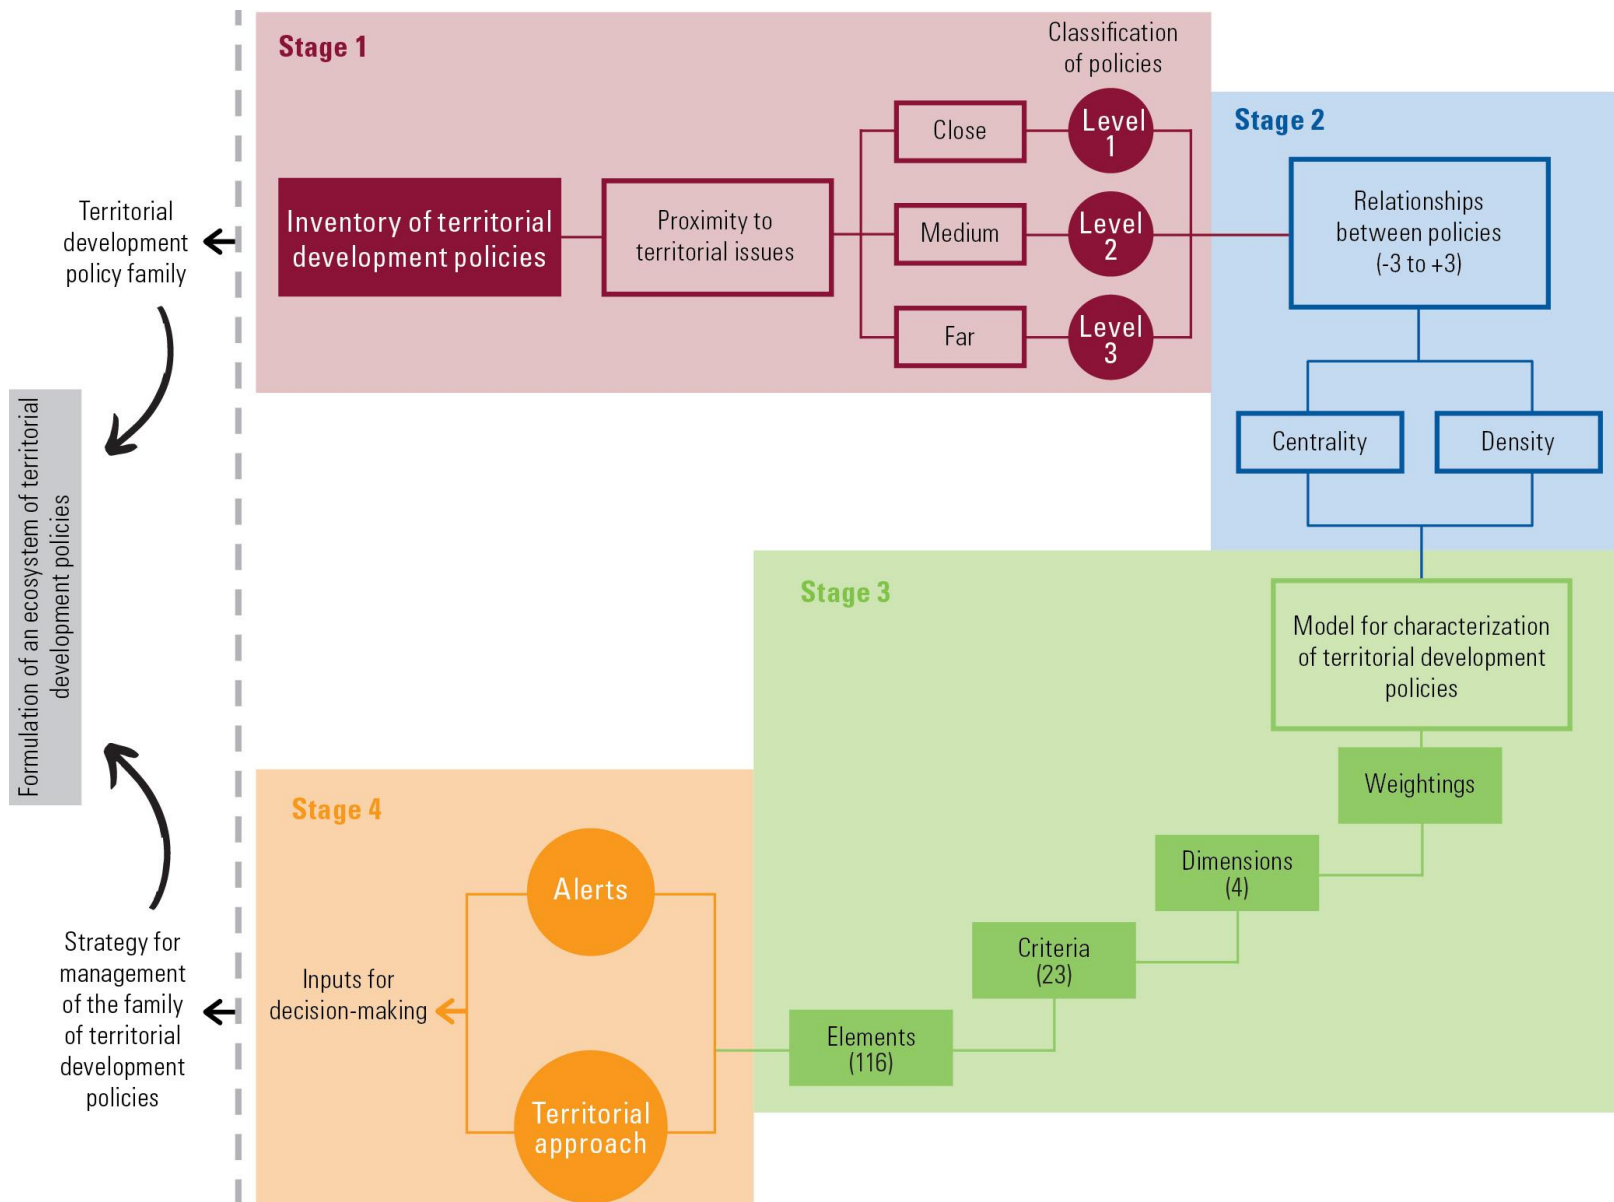 Stage 1
Classification
of policies
Close
Level
1
Inventory of territorial
development policies
Proximity to
territorial issues
Medium
Level
2
Far
Level
3
Stage 2
Relationships
between policies
(-3 to +3)
Centrality
Density
Stage 3
Model for characterization
of territorial development
policies
Weightings
Dimensions
(4)
Criteria
(23)
Elements
(116)
Stage 4
Alerts
Territorial
approach
Inputs for
decision-making
Territorial
development
policy family
Formulation of an ecosystem of territorial
development policies
Strategy for
management
of the family
of territorial
development
policies